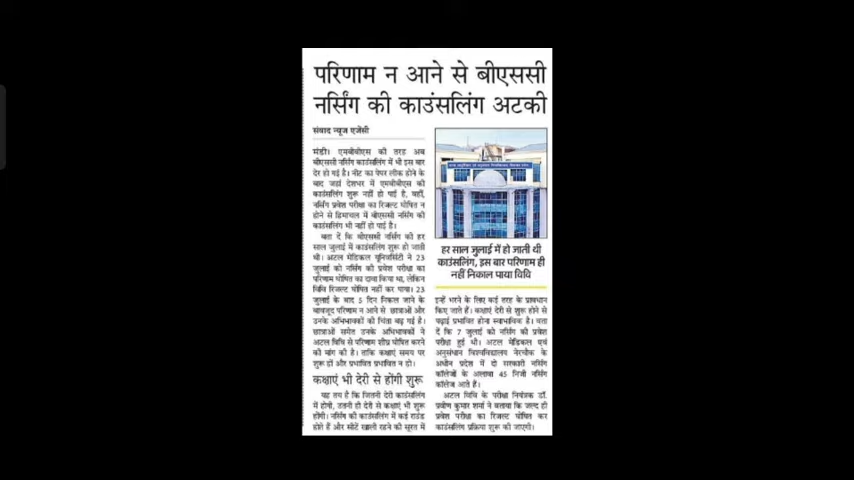 परिणाम न आने से बीएससी
नर्सिंग की काउंसलिंग अटकी
संवाद न्यूज एजेंसी
मंडी। एमबीबीएस की तरह अब
बीएससी नर्सिंग काउंसलिंग में भी इस बार
देर हो गई है। नीट का पेपर लीक होने के
बाद जहां देशभर में एमबीबीएस की
काउंसलिंग शुरू नहीं हो पाई है, वहीं,
नर्सिंग प्रवेश परीक्षा का रिजल्ट घोषित न
होने से हिमाचल में बीएससी नर्सिंग की
काउंसलिंग भी नहीं हो पाई है।
बता दें कि बीएससी नर्सिंग की हर
साल जुलाई में काउंसलिंग शुरू हो जाती
थी। अटल मेडिकल यूनिवर्सिटी ने 23
जुलाई को नर्सिंग की प्रवेश परीक्षा का
परिणाम घोषित का दावा किया था, लेकिन
विवि रिजल्ट घोषित नहीं कर पाया। 23
जुलाई के बाद 5 दिन निकल जाने के
बावजूद परिणाम न आने से छात्राओं और
उनके अभिभावकों की चिंता बढ़ गई है।
छात्राओं समेत उनके अभिभावकों ने
अटल विवि से परिणाम शीघ्र घोषित करने
की मांग की है। ताकि कक्षाएं समय पर
शुरू हों और प्रभावित प्रभावित न हो।
कक्षाएं भी देरी से होंगी शुरू
यह तय है कि जितनी देरी काउंसलिंग
में होगी, उतनी ही देरी से कक्षाएं भी शुरू
होंगी। नर्सिंग की काउंसलिंग में कई राउंड
होते हैं और सीटें खाली रहने की सूरत में
हर साल जुलाई में हो जाती थी
काउंसलिंग, इस बार परिणाम ही
नहीं निकाल पाया विवि
इन्हें भरने के लिए कई तरह के प्रावधान
किए जाते हैं। कक्षाएं देरी से शुरू होने से
पढ़ाई प्रभावित होना स्वाभाविक है। बता
दें कि 7 जुलाई को नर्सिंग की प्रवेश
परीक्षा हुई थी। अटल मेडिकल एवं
अनुसंधान विश्वविद्यालय नेरचौक के
अधीन प्रदेश में दो सरकारी नर्सिंग
कॉलेजों के अलावा 45 निजी नर्सिंग
कॉलेज आते हैं।
अटल विवि के परीक्षा नियंत्रक डॉ.
प्रवीण कुमार शर्मा ने बताया कि जल्द ही
प्रवेश परीक्षा का रिजल्ट घोषित कर
काउंसलिंग प्रक्रिया शुरू की जाएगी।